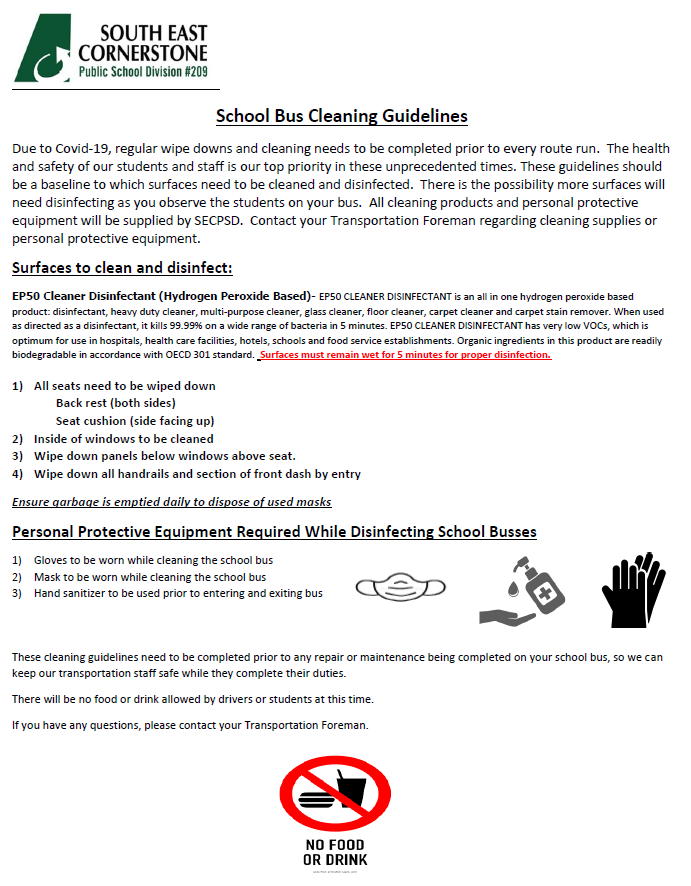 SOUTH EAST
CORNERSTONE
Public School Division #209
School Bus Cleaning Guidelines
Due to Covid-19, regular wipe downs and cleaning needs to be completed prior to every route run. The health
and safety of our students and staff is our top priority in these unprecedented times. These guidelines should
be a baseline to which surfaces need to be cleaned and disinfected. There is the possibility more surfaces will
need disinfecting as you observe the students on your bus. All cleaning products and personal protective
equipment will be supplied by SECPSD. Contact your Transportation Foreman regarding cleaning supplies or
personal protective equipment.
Surfaces to clean and disinfect:
EP50 Cleaner Disinfectant (Hydrogen Peroxide Based)- EP50 CLEANER DISINFECTANT is an all in one hydrogen peroxide based
product: disinfectant, heavy duty cleaner, multi-purpose cleaner, glass cleaner, floor cleaner, carpet cleaner and carpet stain remover. When used
as directed as a disinfectant, it kills 99.99% on a wide range of bacteria in 5 minutes. EP50 CLEANER DISINFECTANT has very low VOCs, which is
optimum for use in hospitals, health care facilities, hotels, schools and food service establishments. Organic ingredients in this product are readily
biodegradable in accordance with OECD 301 standard. Surfaces must remain wet for 5 minutes for proper disinfection.
1) All seats need to be wiped down
Back rest (both sides)
Seat cushion (side facing up)
2) Inside of windows to be cleaned
3) Wipe down panels below windows above seat.
4) Wipe down all handrails and section of front dash by entry
Ensure garbage is emptied daily to dispose of used masks
Personal Protective Equipment Required While Disinfecting School Busses
1) Gloves to be worn while cleaning the school bus
2) Mask to be worn while cleaning the school bus
3) Hand sanitizer to be used prior to entering and exiting bus
These cleaning guidelines need to be completed prior to any repair or maintenance being completed on your school bus, so we can
keep our transportation staff safe while they complete their duties.
There will be no food or drink allowed by drivers or students at this time.
If you have any questions, please contact your Transportation Foreman.
NO FOOD
OR DRINK